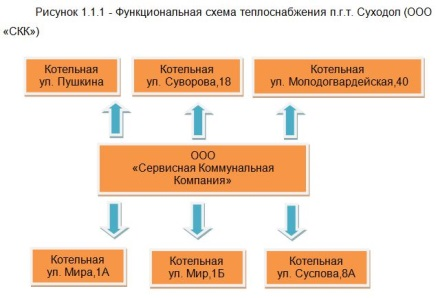 Рисунок 1.1.1 - Функциональная схема теплоснабжения п.г.т. Суходол (ООО
«СКК»)
Котельная
ул. Пушкина
Котельная
ул. Суворова,18
Котельная
ул. Молодогвардейская,40
ООО
«Сервисная Коммунальная
Компания»
Котельная
ул. Мира,1А
Котельная
ул. Мир,1Б
Котельная
ул. Суслова,8А